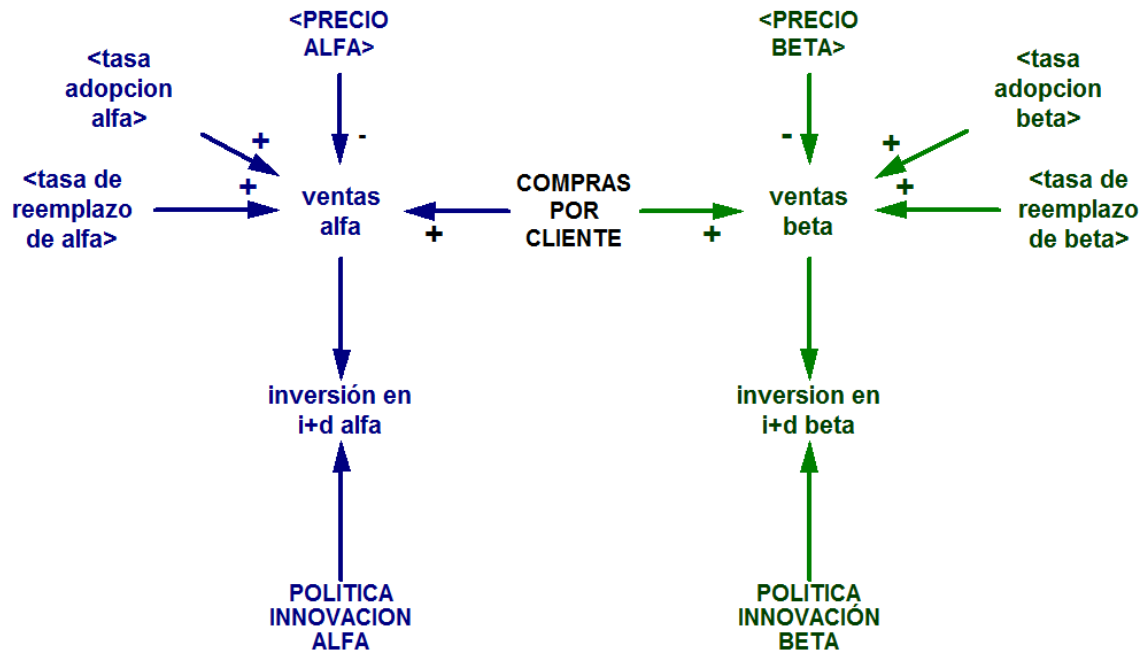 <PRECIO
ALFA>
<PRECIO
BETA>
<tasa
adopcion
alfa>
<tasa
adopcion
beta>
+
-
-
+
<tasa de
reemplazo
de alfa>
+
ventas
alfa
+
COMPRAS
POR
CLIENTE
+
ventas
beta
+
<tasa de
reemplazo
de beta>
inversión en
i+d alfa
inversion en
i+d beta
POLITICA
INNOVACION
ALFA
POLITICA
INNOVACIÓN
BETA